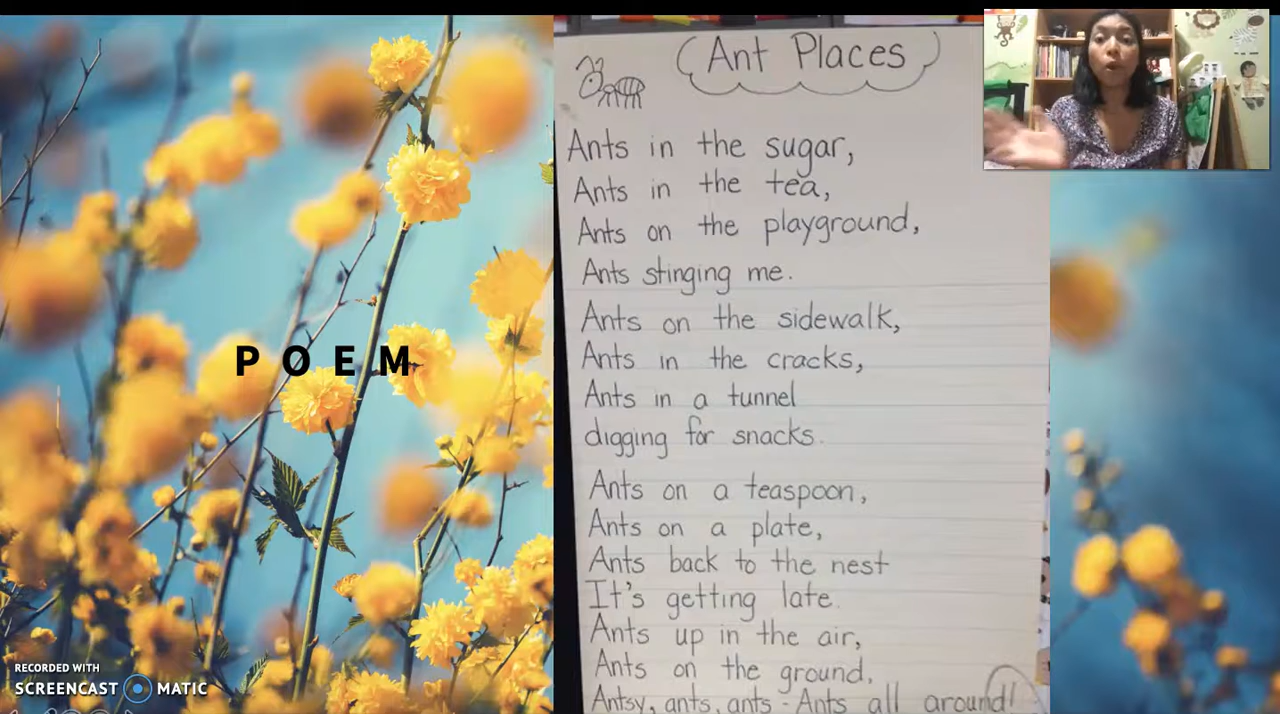 POEM
Ant Places
Ants in the sugar,
Ants in the tea,
Ants on the playground,
Ants stinging me.
Ants on the sidewalk,
Ants in the cracks,
Ants in a tunnel
digging for snacks.
Ants on a teaspoon,
Ants on a plate,
Ants back to the nest
It's getting late.
Ants up in the air,
Ants on the ground,
Antsy, ants, ants - Ants all around!
RECORDED WITH
SCREENCAST MATIC